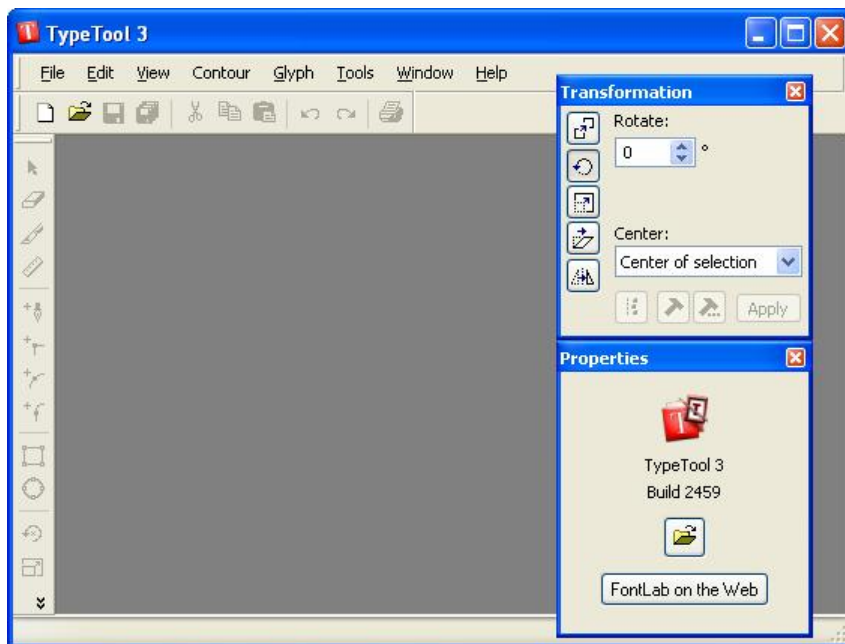 TypeTool 3
File Edit View Contour Glyph Tools Window Help
Transformation
Rotate:
0 °
Center:
Center of selection
Apply
Properties
TypeTool 3
Build 2459
FontLab on the Web